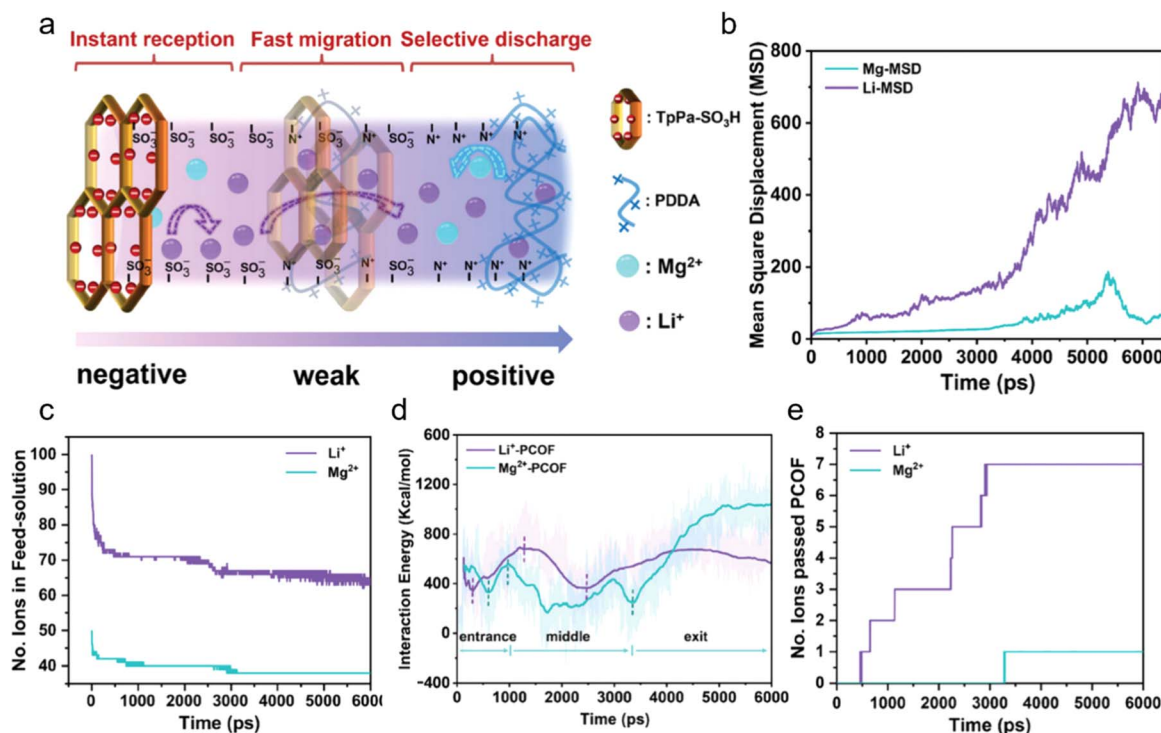 a
Instant reception Fast migration Selective discharge
SO₃⁻ SO₃⁻ SO₃⁻ SO₃⁻ N⁺ SO₃⁻ N⁺ SO₃⁻ N⁺ N⁺ N⁺ N⁺
SO₃⁻ SO₃⁻ SO₃⁻ SO₃⁻ N⁺ SO₃⁻ N⁺ SO₃⁻ N⁺ N⁺ N⁺ N⁺
: TpPa-SO₃H
: PDDA
: Mg²⁺
: Li⁺
negative weak positive
b
Mean Square Displacement (MSD)
800
600
400
200
0
Mg-MSD
Li-MSD
0 1000 2000 3000 4000 5000 6000
Time (ps)
c
No. Ions in Feed-solution
100
90
80
70
60
50
40
Li⁺
Mg²⁺
0 1000 2000 3000 4000 5000 6000
Time (ps)
d
Interaction Energy (Kcal/mol)
600
1200
800
400
0
−400
Li⁺-PCOF
Mg²⁺-PCOF
entrance middle exit
0 1000 2000 3000 4000 5000 6000
Time (ps)
e
No. Ions passed PCOF
9
8
7
6
5
4
3
2
1
0
Li⁺
Mg²⁺
0 1000 2000 3000 4000 5000 6000
Time (ps)